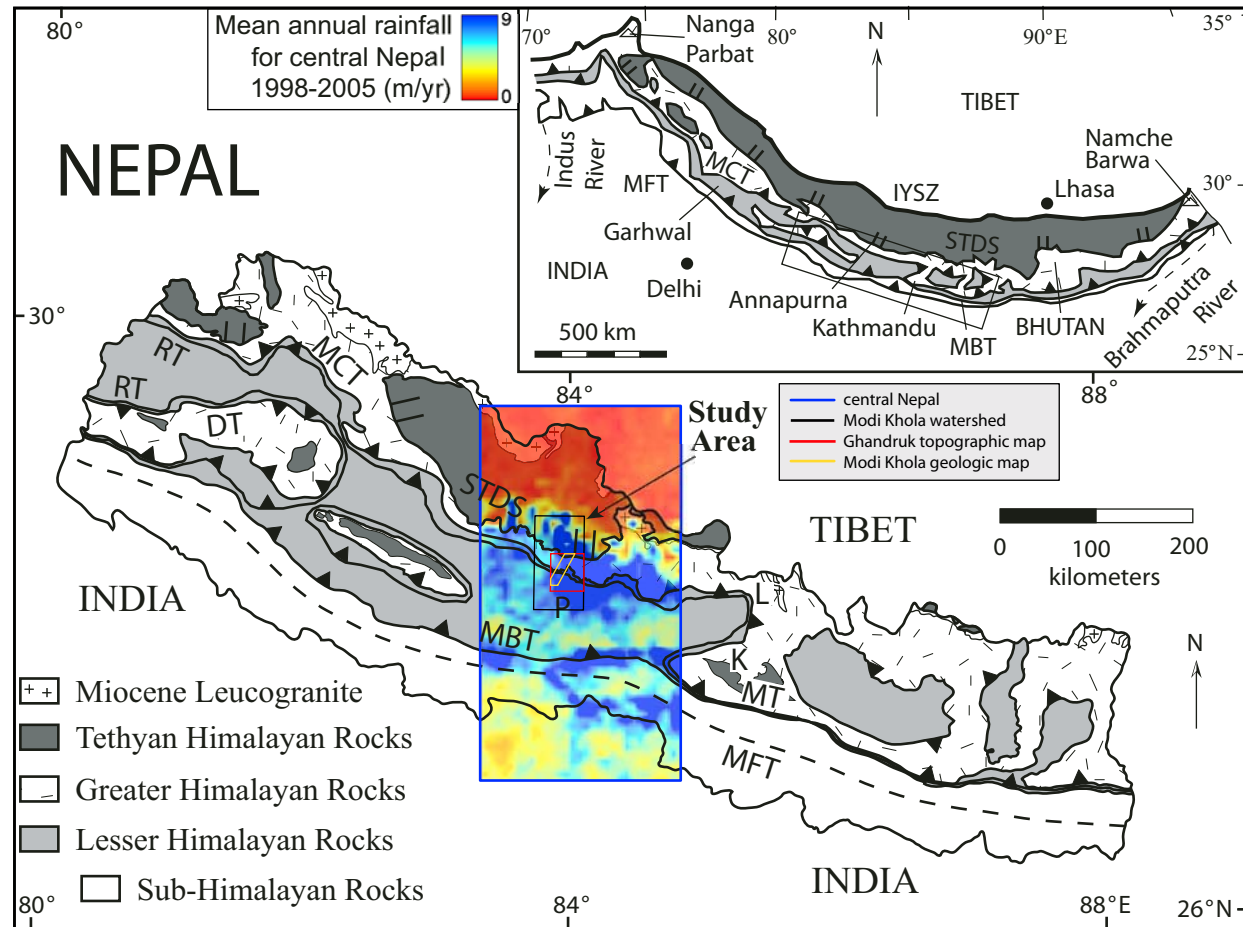 80°
Mean annual rainfall
for central Nepal
1998-2005 (m/yr)
9
0
NEPAL
70°
Nanga
Parbat
80°
N
90°E
35°
TIBET
Namche
Barwa
Indus
River
MCT
MFT
IYSZ
Lhasa
30°
Garhwal
STDS
INDIA
Delhi
Annapurna
Kathmandu
MBT
BHUTAN
Brahmaputra
River
500 km
25°N
30°
84°
88°
central Nepal
Modi Khola watershed
Ghandruk topographic map
Modi Khola geologic map
Study
Area
RT
MCT
RT
DT
STDS
TIBET
0 100 200
kilometers
INDIA
P
L
MBT
K
MT
N
MFT
Miocene Leucogranite
Tethyan Himalayan Rocks
Greater Himalayan Rocks
Lesser Himalayan Rocks
Sub-Himalayan Rocks
INDIA
80°
84°
88°E
26°N